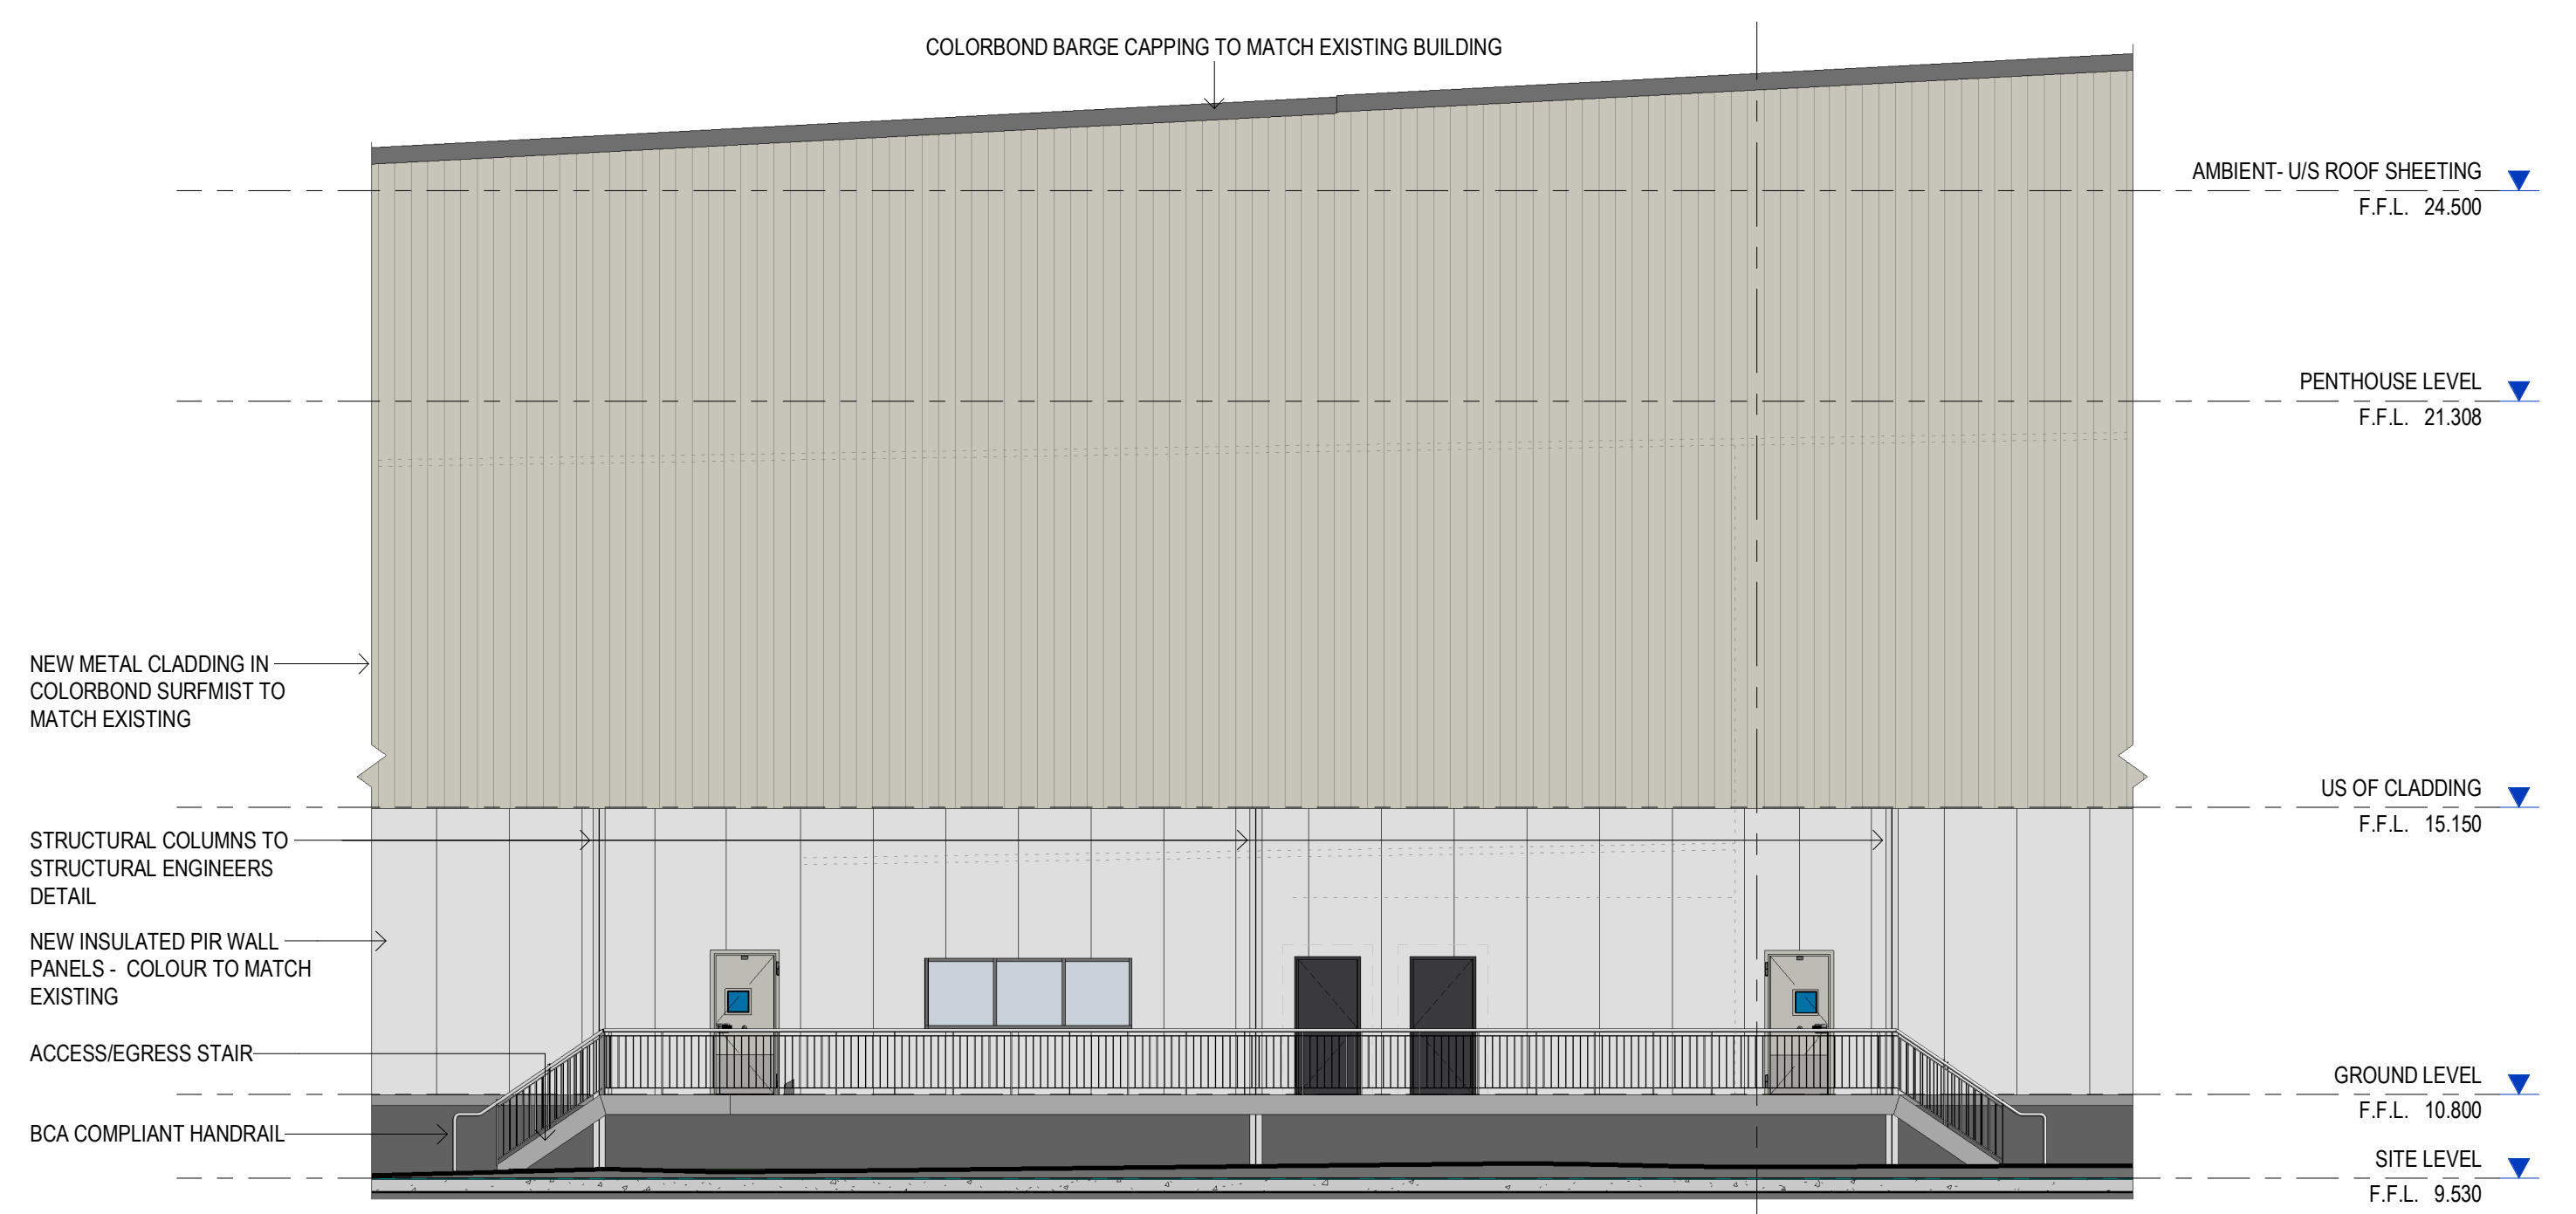 COLORBOND BARGE CAPPING TO MATCH EXISTING BUILDING
AMBIENT- U/S ROOF SHEETING
F.F.L. 24.500
PENTHOUSE LEVEL
F.F.L. 21.308
NEW METAL CLADDING IN
COLORBOND SURFMIST TO
MATCH EXISTING
US OF CLADDING
F.F.L. 15.150
STRUCTURAL COLUMNS TO
STRUCTURAL ENGINEERS
DETAIL
NEW INSULATED PIR WALL
PANELS - COLOUR TO MATCH
EXISTING
ACCESS/EGRESS STAIR
GROUND LEVEL
F.F.L. 10.800
BCA COMPLIANT HANDRAIL
SITE LEVEL
F.F.L. 9.530